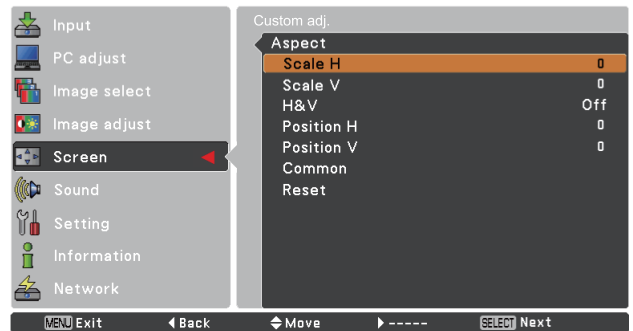 Input
PC adjust
Image select
Image adjust
Screen
Sound
Setting
Information
Network
Custom adj.
Aspect
Scale H 0
Scale V 0
H&V Off
Position H 0
Position V 0
Common
Reset
MENU Exit Back Move ----- SELECT Next